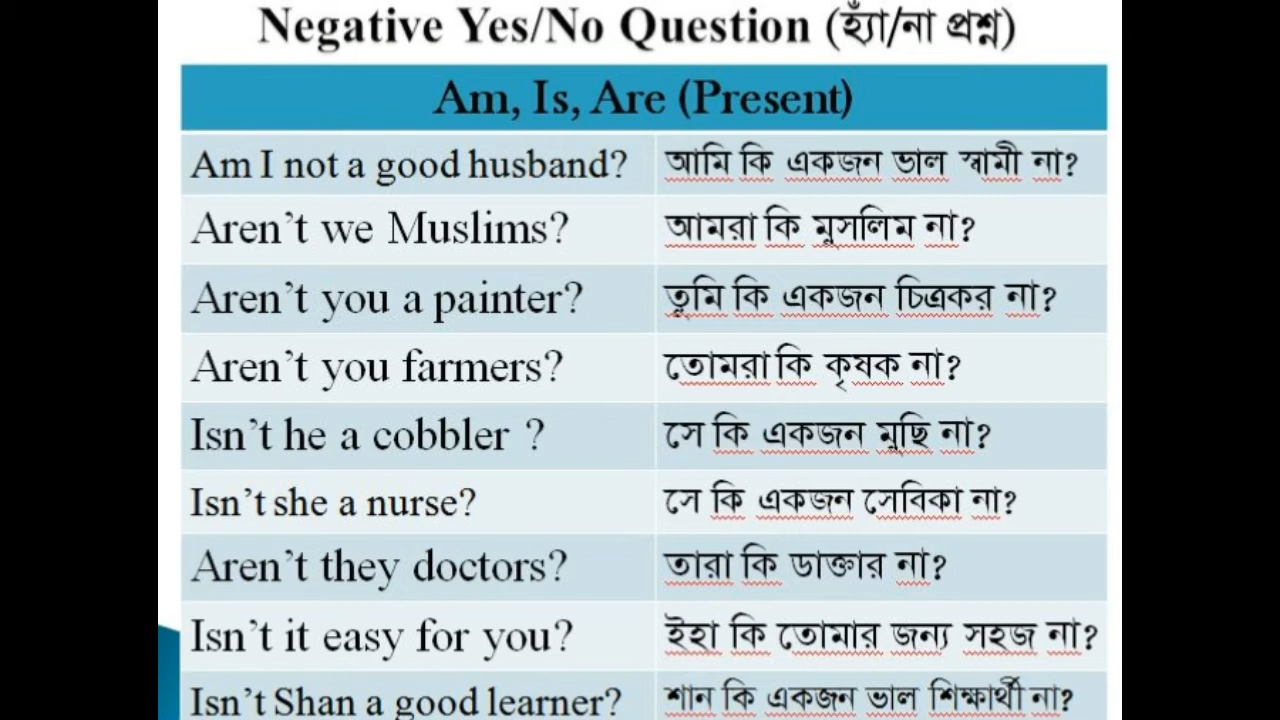 Negative Yes/No Question (হ্যাঁ/না প্রশ্ন)
Am, Is, Are (Present)
Am I not a good husband? আমি কি একজন ভাল স্বামী না?
Aren't we Muslims? আমরা কি মুসলিম না?
Aren't you a painter? তুমি কি একজন চিত্রকর না?
Aren't you farmers? তোমরা কি কৃষক না?
Isn't he a cobbler ? সে কি একজন মুছি না?
Isn't she a nurse? সে কি একজন সেবিকা না?
Aren't they doctors? তারা কি ডাক্তার না?
Isn't it easy for you? ইহা কি তোমার জন্য সহজ না?
Isn't Shan a good learner? শান কি একজন ভাল শিক্ষার্থী না?